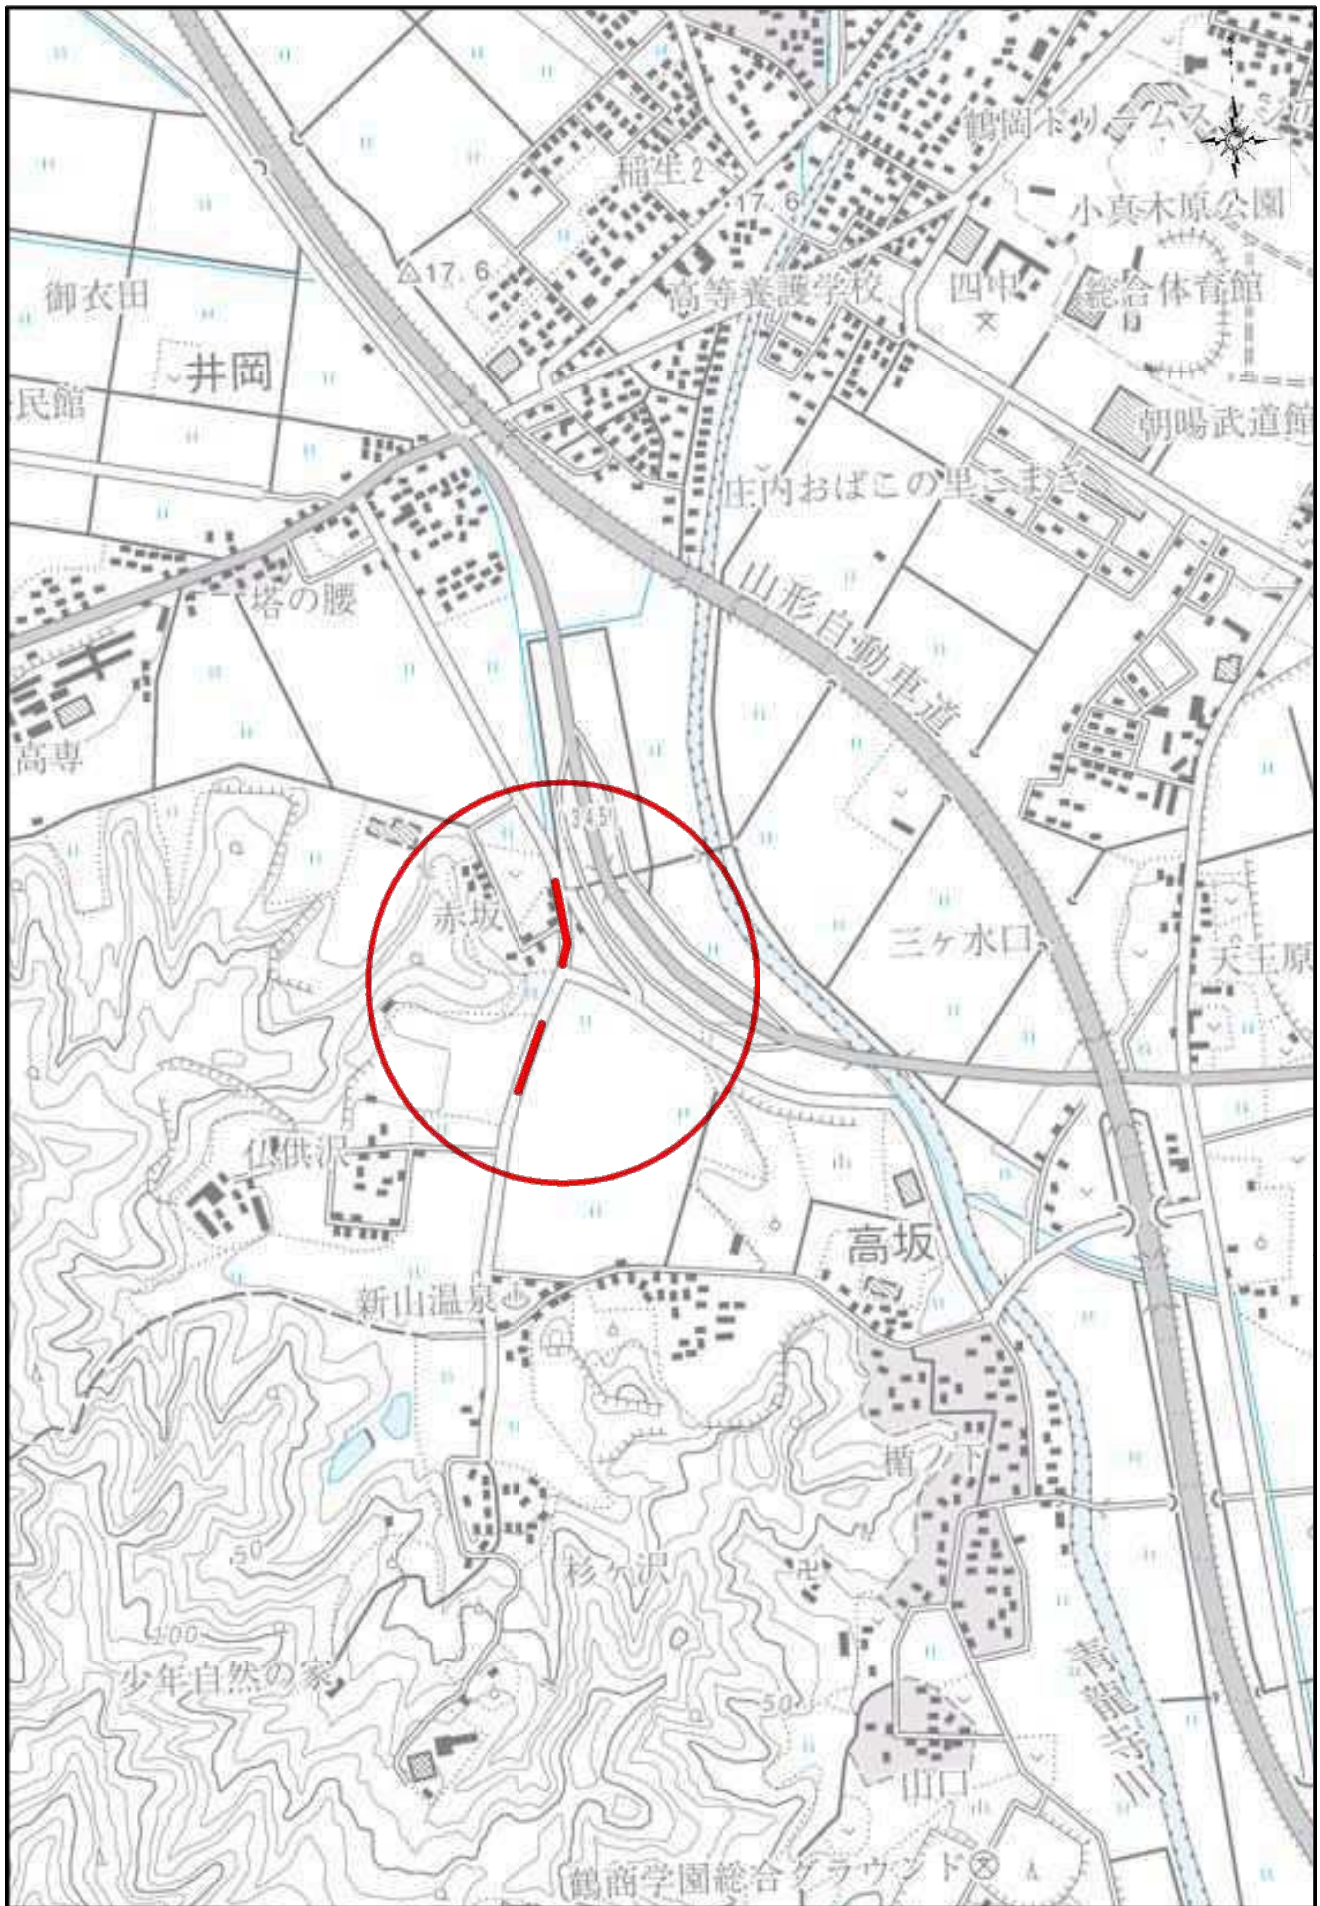 鶴岡ドリームスタジア
稲生2
17.6
小真木原公園
△17.6
高等養護学校
四中
総合体育館
御衣田
文
井岡
民館
朝暘武道館
庄内おばこの里こまぎ
山形自動車道
塔の腰
高専
345
赤坂
三ケ水口
天王原
仏供沢
高坂
新山温泉
楯ノ下
50
杉ケ沢
卍
100
少年自然の家
50
青龍寺川
山口
鶴商学園総合グラウンド